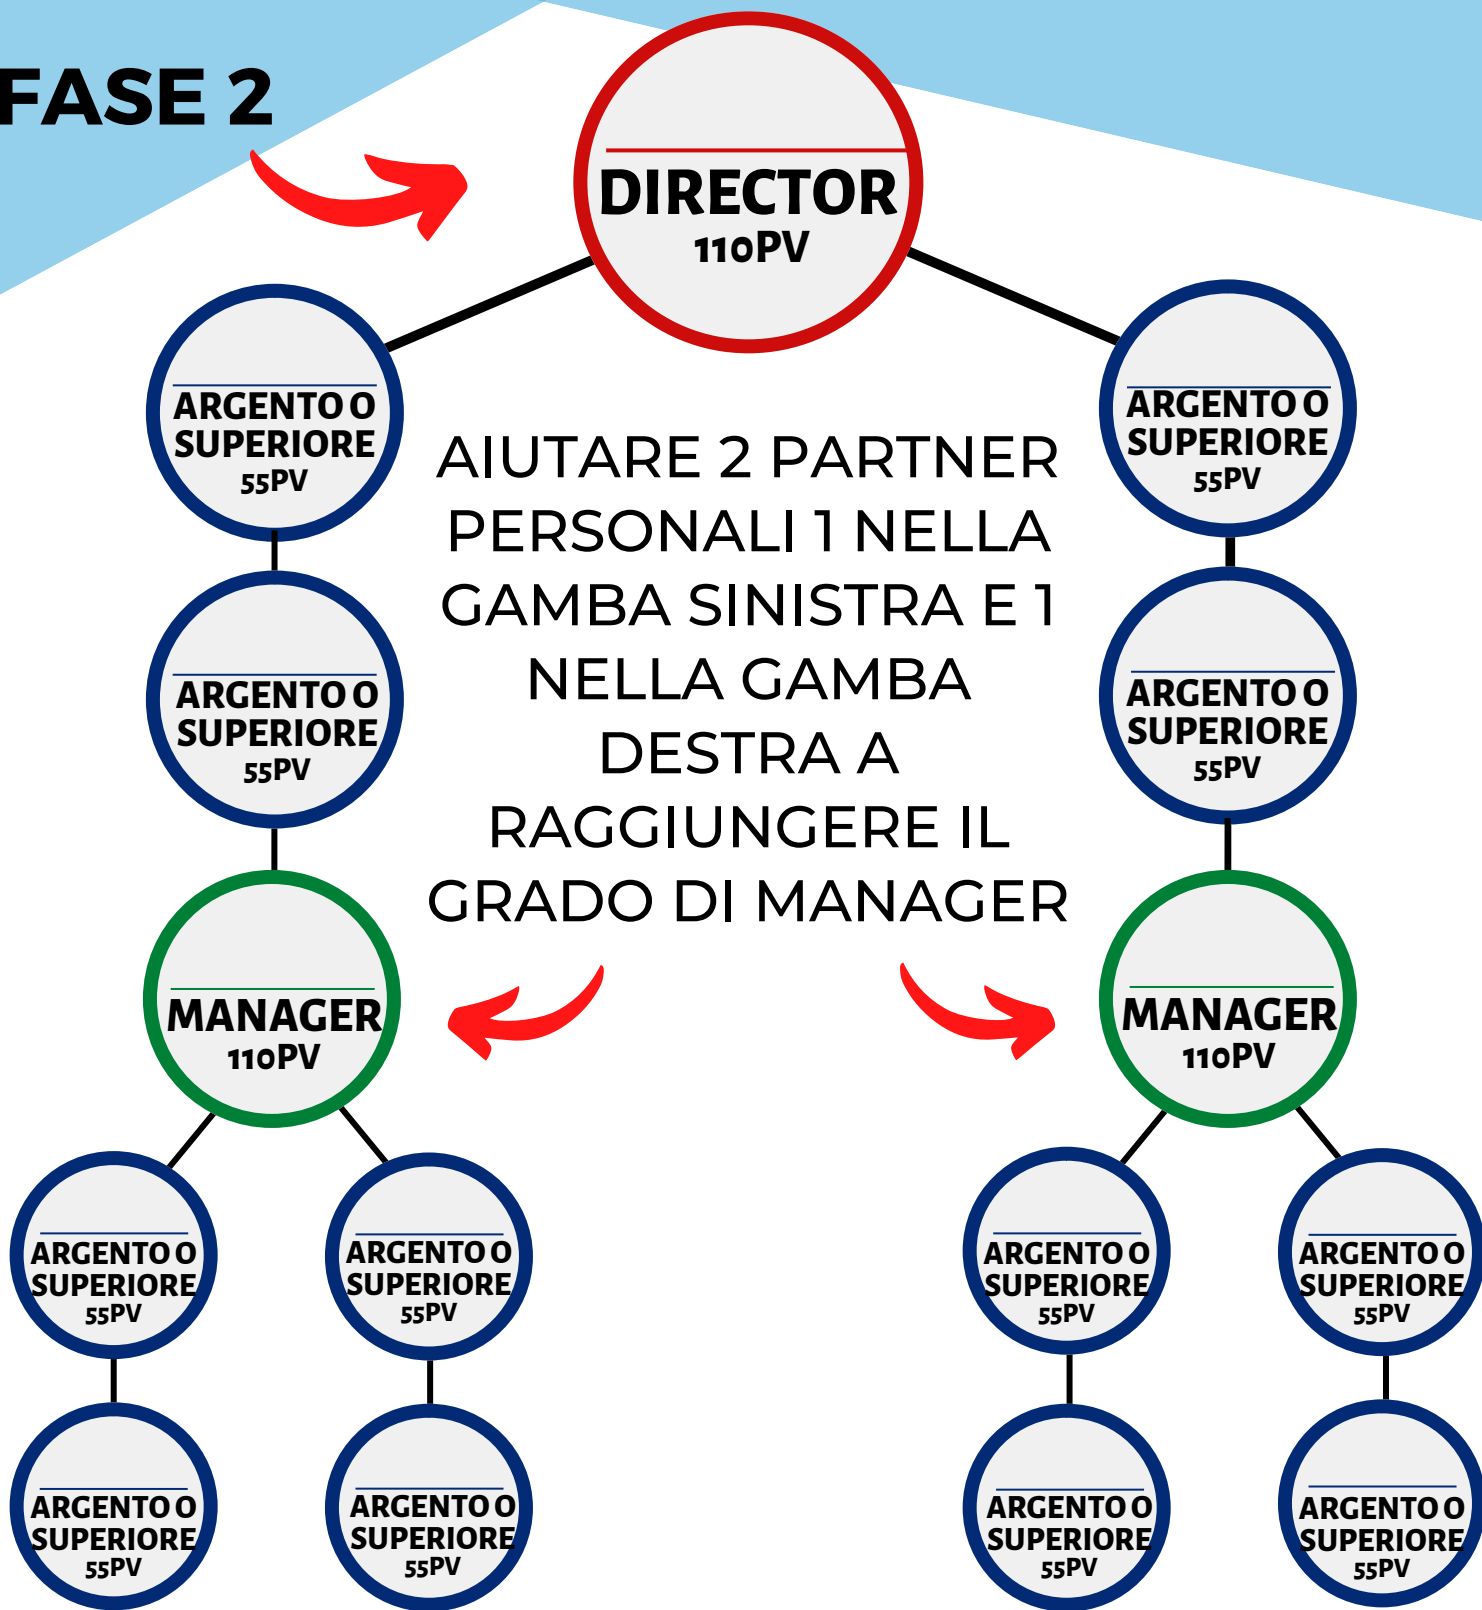 FASE 2
DIRECTOR
110PV
ARGENTO O
SUPERIORE
55PV
ARGENTO O
SUPERIORE
55PV
AIUTARE 2 PARTNER
PERSONALI 1 NELLA
GAMBA SINISTRA E 1
NELLA GAMBA
DESTRA A
RAGGIUNGERE IL
GRADO DI MANAGER
ARGENTO O
SUPERIORE
55PV
ARGENTO O
SUPERIORE
55PV
MANAGER
110PV
MANAGER
110PV
ARGENTO O
SUPERIORE
55PV
ARGENTO O
SUPERIORE
55PV
ARGENTO O
SUPERIORE
55PV
ARGENTO O
SUPERIORE
55PV
ARGENTO O
SUPERIORE
55PV
ARGENTO O
SUPERIORE
55PV
ARGENTO O
SUPERIORE
55PV
ARGENTO O
SUPERIORE
55PV